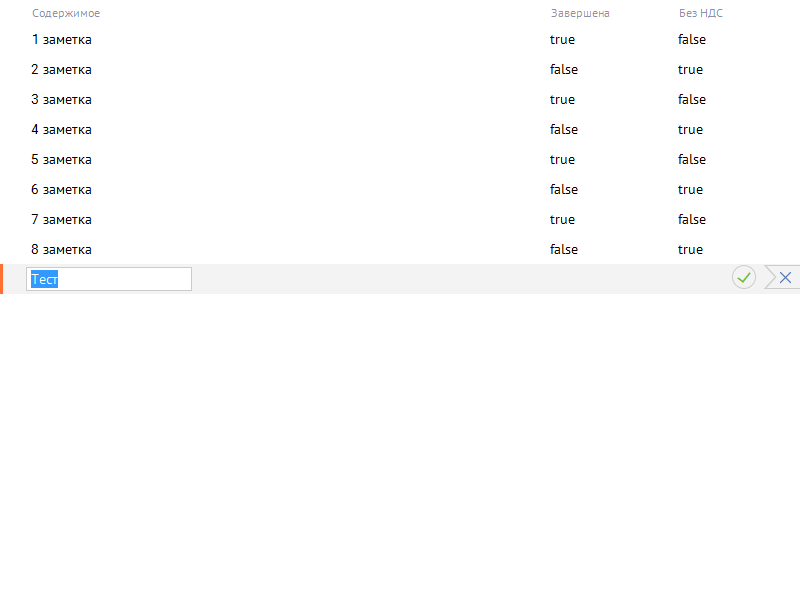 Содержимое Завершена Без НДС
1 заметка true false
2 заметка false true
3 заметка true false
4 заметка false true
5 заметка true false
6 заметка false true
7 заметка true false
8 заметка false true
Тест